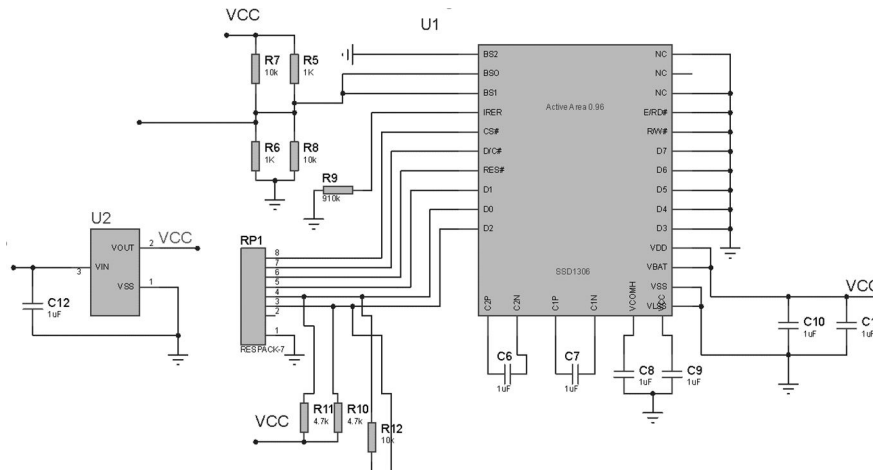 VCC
U1
R7
10k
R5
1K
R6
1K
R8
10k
R9
910k
BS2
BS0
BS1
IRER
CS#
D/C#
RES#
D1
D0
D2
Active Area 0.96
SSD1306
NC
NC
NC
E/RD#
R/W#
D7
D6
D5
D4
D3
VDD
VBAT
VSS
VLSS
C2P
C2N
C1P
C1N
VCOMH
VCC
U2
VOUT
VIN
VSS
2
3
1
VCC
C12
1uF
RP1
8
7
6
5
4
3
2
1
RESPACK-7
C6
1uF
C7
1uF
C8
1uF
C9
1uF
VCC
C10
1uF
1uF
R11
4.7k
R10
4.7k
R12
10k
VCC